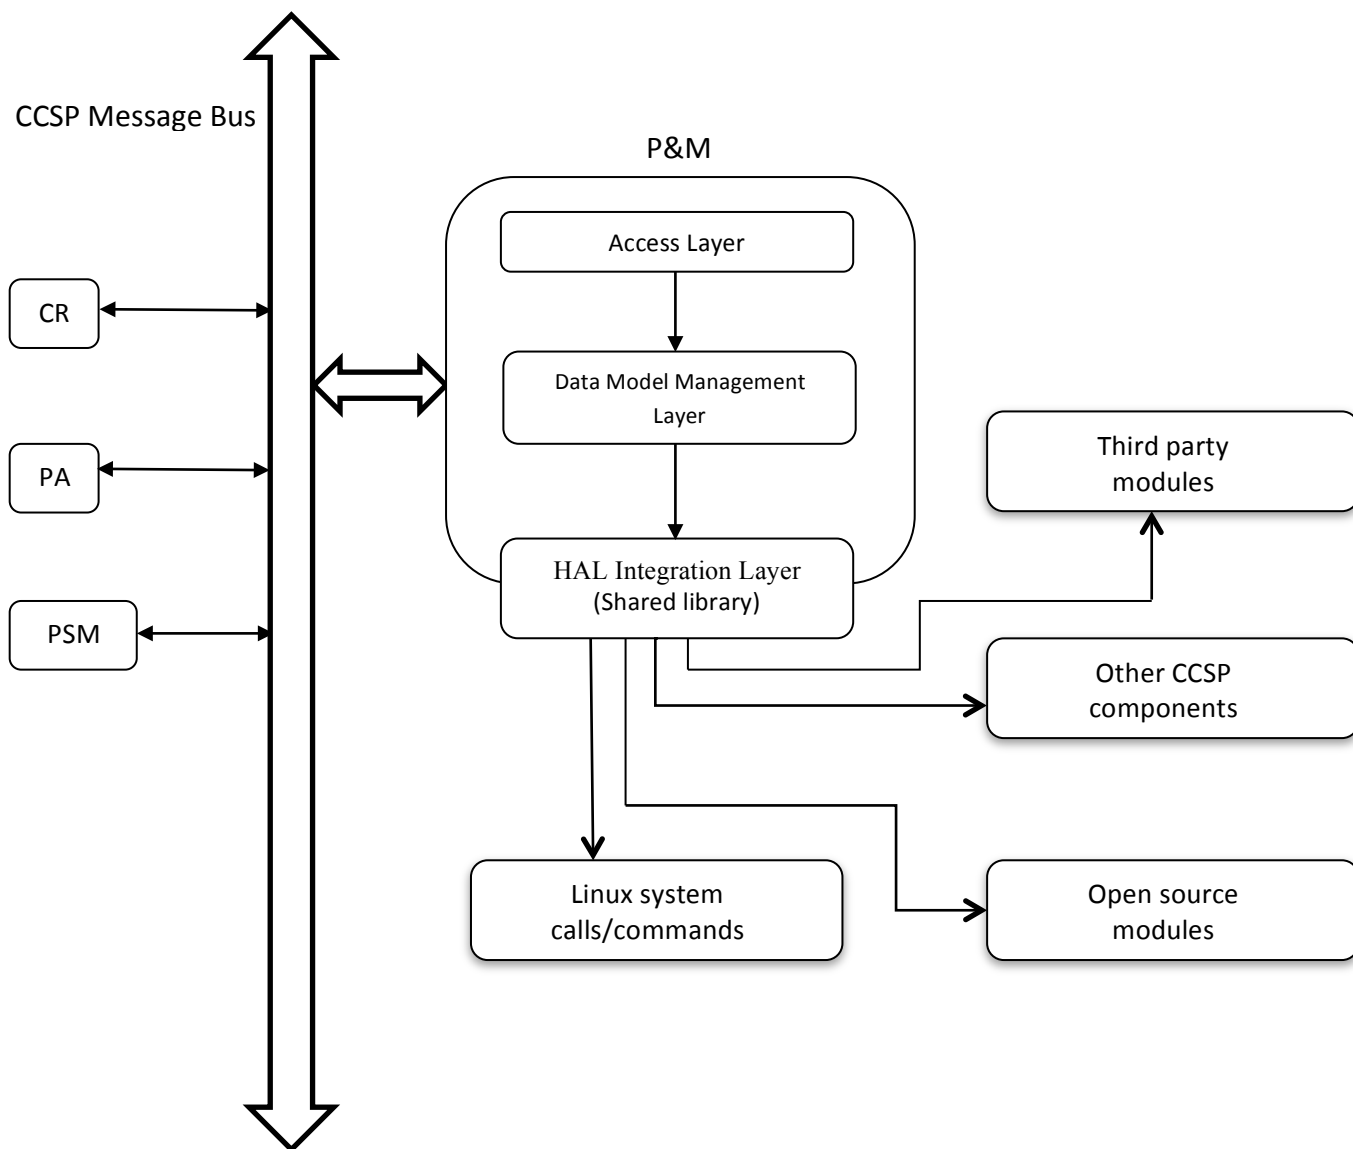 CCSP Message Bus
P&M
Access Layer
CR
Data Model Management
Layer
Third party
modules
PA
HAL Integration Layer
(Shared library)
PSM
Other CCSP
components
Linux system
calls/commands
Open source
modules